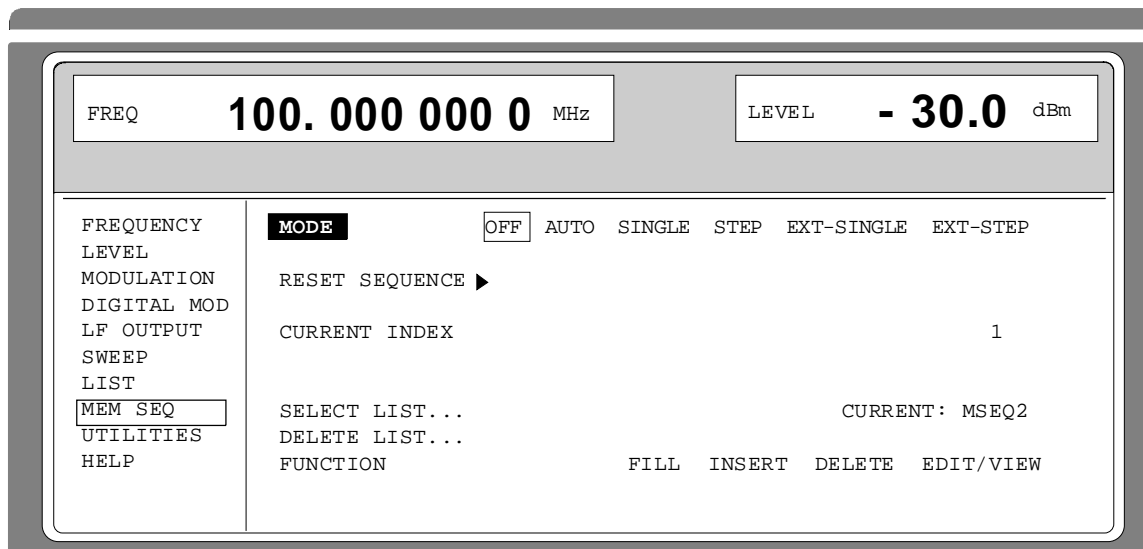 FREQ 100. 000 000 0 MHz LEVEL - 30.0 dBm
FREQUENCY
LEVEL
MODULATION
DIGITAL MOD
LF OUTPUT
SWEEP
LIST
MEM SEQ
UTILITIES
HELP
MODE OFF AUTO SINGLE STEP EXT-SINGLE EXT-STEP
RESET SEQUENCE
CURRENT INDEX 1
SELECT LIST... CURRENT: MSEQ2
DELETE LIST...
FUNCTION FILL INSERT DELETE EDIT/VIEW